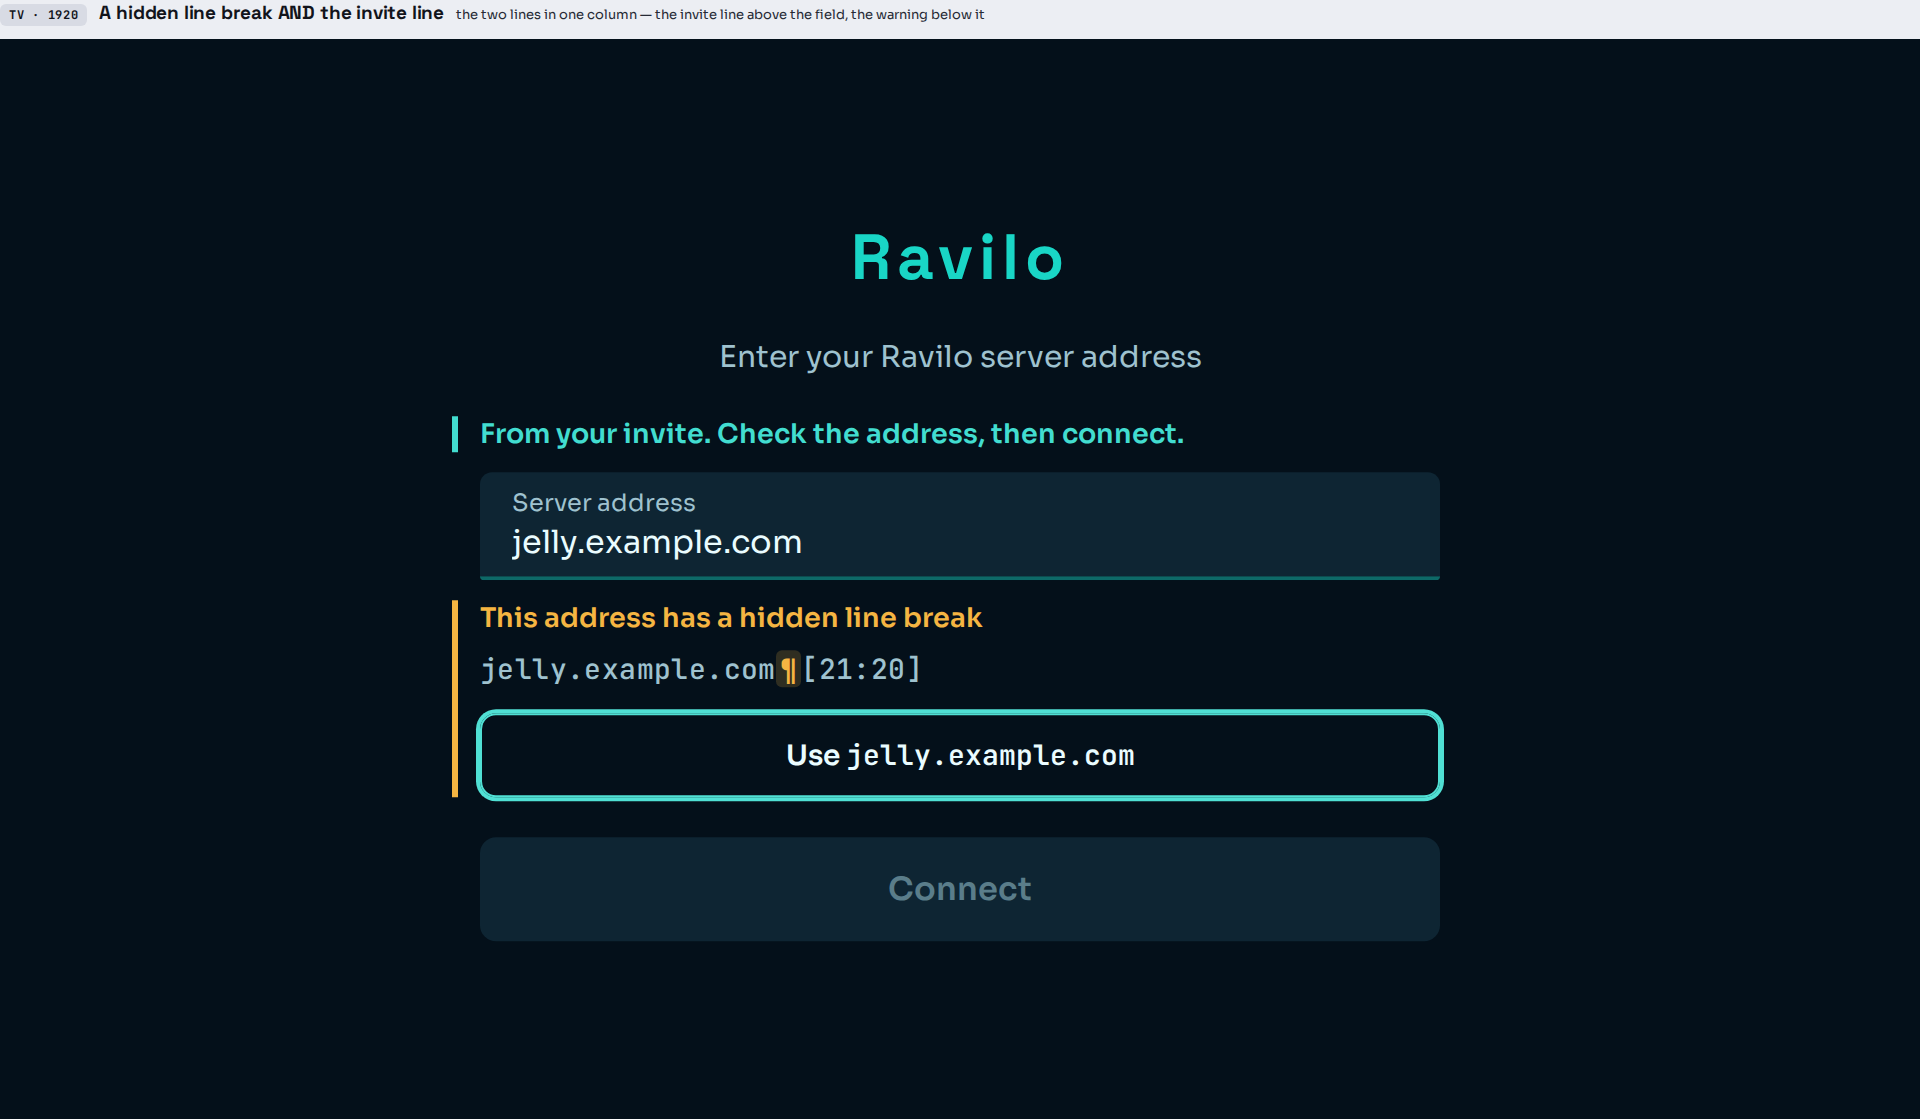 TV · 1920 A hidden line break AND the invite line the two lines in one column — the invite line above the field, the warning below it
Ravilo
Enter your Ravilo server address
From your invite. Check the address, then connect.
Server address
jelly.example.com
This address has a hidden line break
jelly.example.com¶[21:20]
Use jelly.example.com
Connect